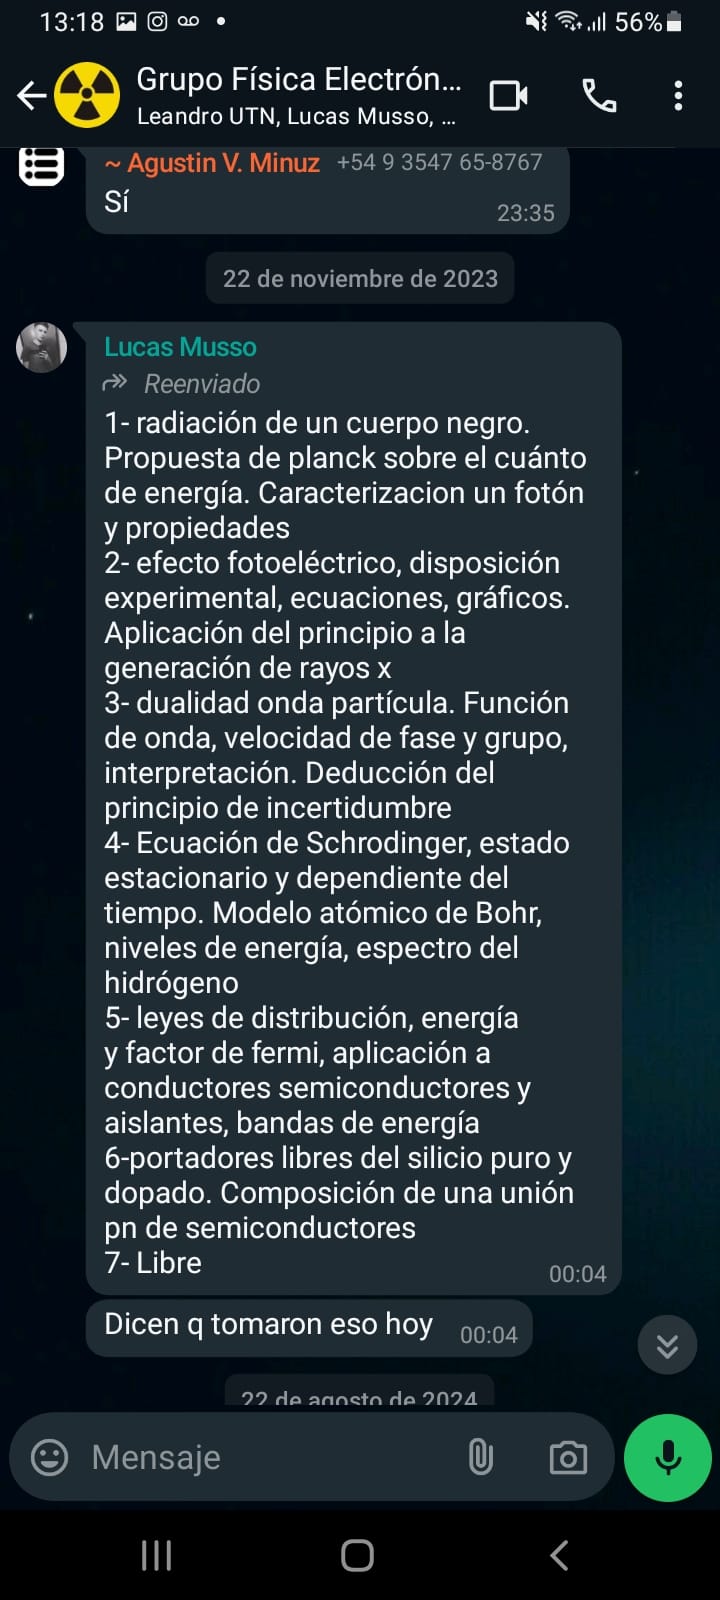 13:18 56%
Grupo Física Electrón...
Leandro UTN, Lucas Musso, ...
~ Agustin V. Minuz +54 9 3547 65-8767
Sí
23:35
22 de noviembre de 2023
Lucas Musso
Reenviado
1- radiación de un cuerpo negro.
Propuesta de planck sobre el cuánto
de energía. Caracterizacion un fotón
y propiedades
2- efecto fotoeléctrico, disposición
experimental, ecuaciones, gráficos.
Aplicación del principio a la
generación de rayos x
3- dualidad onda partícula. Función
de onda, velocidad de fase y grupo,
interpretación. Deducción del
principio de incertidumbre
4- Ecuación de Schrodinger, estado
estacionario y dependiente del
tiempo. Modelo atómico de Bohr,
niveles de energía, espectro del
hidrógeno
5- leyes de distribución, energía
y factor de fermi, aplicación a
conductores semiconductores y
aislantes, bandas de energía
6-portadores libres del silicio puro y
dopado. Composición de una unión
pn de semiconductores
7- Libre
00:04
Dicen q tomaron eso hoy 00:04
22 de agosto de 2024
Mensaje